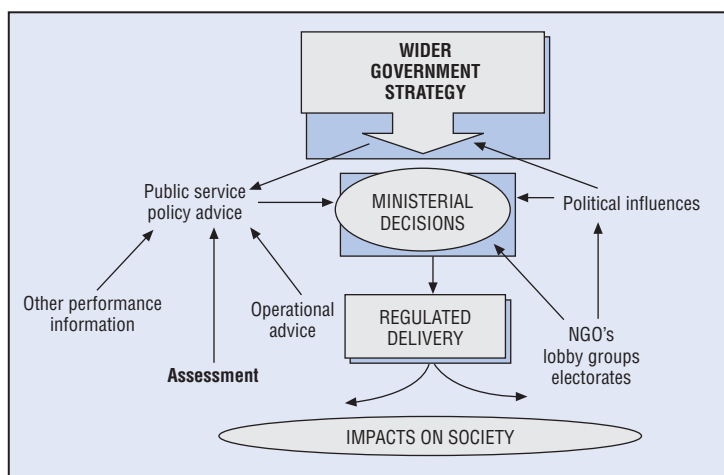 WIDER
GOVERNMENT
STRATEGY
Public service
policy advice
MINISTERIAL
DECISIONS
Political influences
Other performance
information
Operational
advice
Assessment
REGULATED
DELIVERY
NGO's
lobby groups
electorates
IMPACTS ON SOCIETY